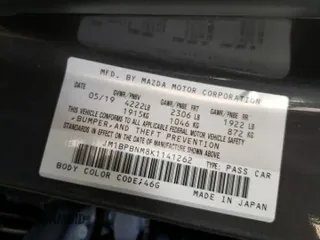 MFD. BY MAZDA MOTOR CORPORATION
DATE GVWR/PNBV GAWR/PNBE FRT GAWR/PNBE RR
05/19 4222LB 2306 LB 1922 LB
1915KG 1046 KG 872 KG
THIS VEHICLE CONFORMS TO ALL APPLICABLE FEDERAL MOTOR VEHICLE SAFETY
,BUMPER,AND THEFT PREVENTION
STANDARDS IN EFFECT ON THE DATE OF MANUFACTURE SHOWN ABOVE.
TYPE: PASS CAR
BODY COLOR CODE;46G
MADE IN JAPAN